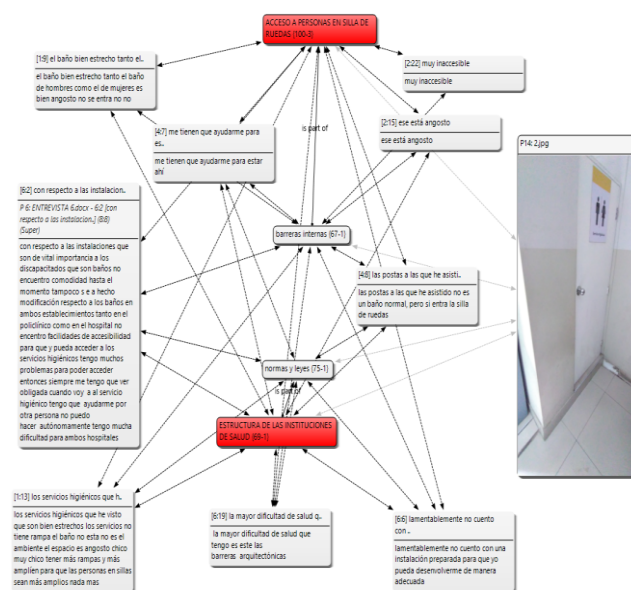 ACCESO A PERSONAS EN SILLA DE
RUEDAS {100-3}
[1:9] el baño bien estrecho tanto el..
el baño bien estrecho tanto el baño
de hombres como el de mujeres es
bien angosto no se entra no no
[2:22] muy inaccesible
muy inaccesible
[4:7] me tienen que ayudarme para
es..
me tienen que ayudarme para estar
ahí
is part of
[2:15] ese está angosto
ese está angosto
P14: 2.jpg
[6:2] con respecto a las instalacion..
P 6: ENTREVISTA 6.docx - 6:2 [con
respecto a las instalacion..] (8:8)
(Super)
con respecto a las instalaciones que
son de vital importancia a los
discapacitados que son baños no
encuentro comodidad hasta el
momento tampoco s e a hecho
modificación respecto a los baños en
ambos establecimientos tanto en el
policlínico como en el hospital no
encontro facilidades de accesibilidad
para que y pueda acceder a los
servicios higiénicos tengo muchos
problemas para poder acceder
entonces siempre me tengo que ver
obligada cuando voy a al servicio
higiénico tengo que ayudarme por
otra persona no puedo
hacer autónomamente tengo mucha
dificultad para ambos hospitales
barreras internas {67-1}
[4:8] las postas a las que he asisti..
las postas a las que he asistido no es
un baño normal, pero si entra la silla
de ruedas
normas y leyes {75-1}
is part of
ESTRUCTURA DE LAS INSTITUCIONES
DE SALUD {69-1}
[1:13] los servicios higiénicos que h..
los servicios higiénicos que he visto
que son bien estrechos los servicios no
tiene rampa el baño no esta no es el
ambiente el espacio es angosto chico
muy chico tener más rampas y más
amplíen para que las personas en sillas
sean más amplios nada mas
[6:19] la mayor dificultad de salud q..
la mayor dificultad de salud que
tengo es este las
barreras arquitectónicas
[6:6] lamentablemente no cuento
con ..
lamentablemente no cuento con una
instalación preparada para que yo
pueda desenvolverme de manera
adecuada